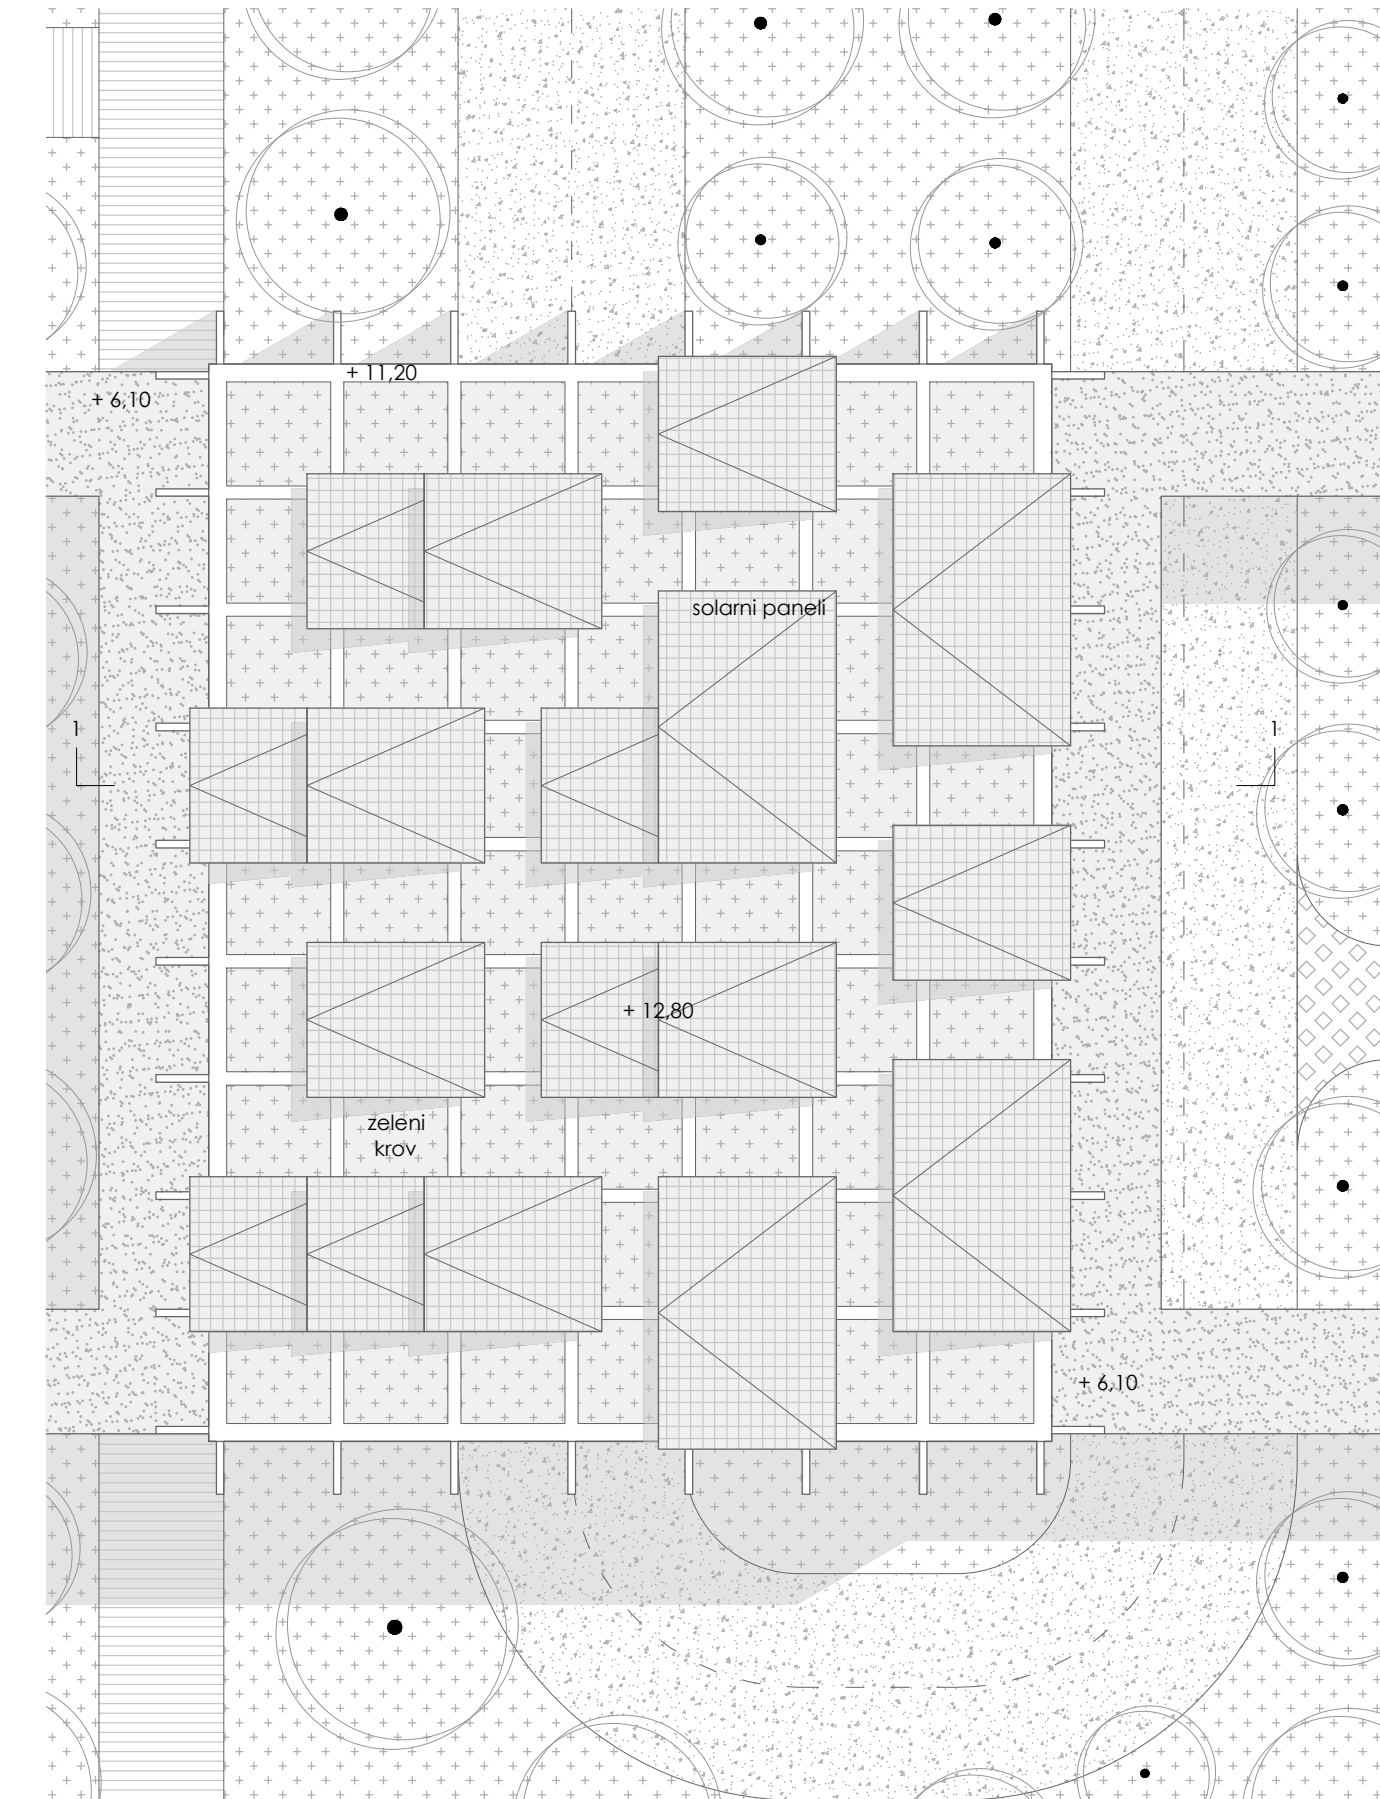 + 11,20
+ 6,10
solarni paneli
1
1
+ 12,80
zeleni
krov
+ 6,10